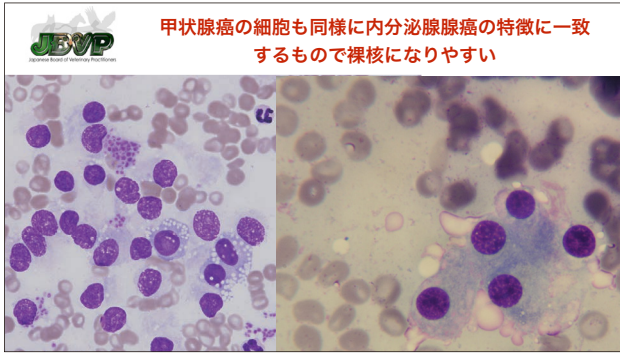 甲状腺癌の細胞も同様に内分泌腺腺癌の特徴に一致
するもので裸核になりやすい
JBVP
Japanese Board of Veterinary Practitioners